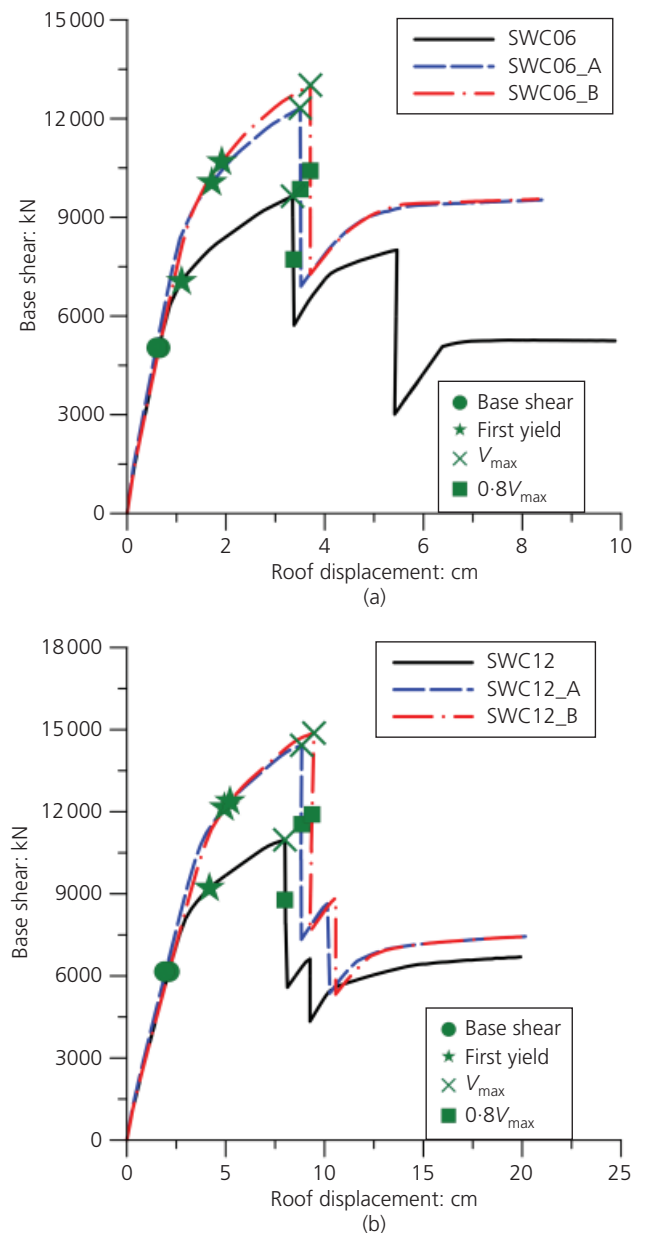 15 000
12 000
9000
6000
3000
0
Base shear: kN
SWC06
SWC06_A
SWC06_B
Base shear
First yield
Vmax
0·8Vmax
0 2 4 6 8 10
Roof displacement: cm
(a)
18 000
15 000
12 000
9000
6000
3000
0
Base shear: kN
SWC12
SWC12_A
SWC12_B
Base shear
First yield
Vmax
0·8Vmax
0 5 10 15 20 25
Roof displacement: cm
(b)